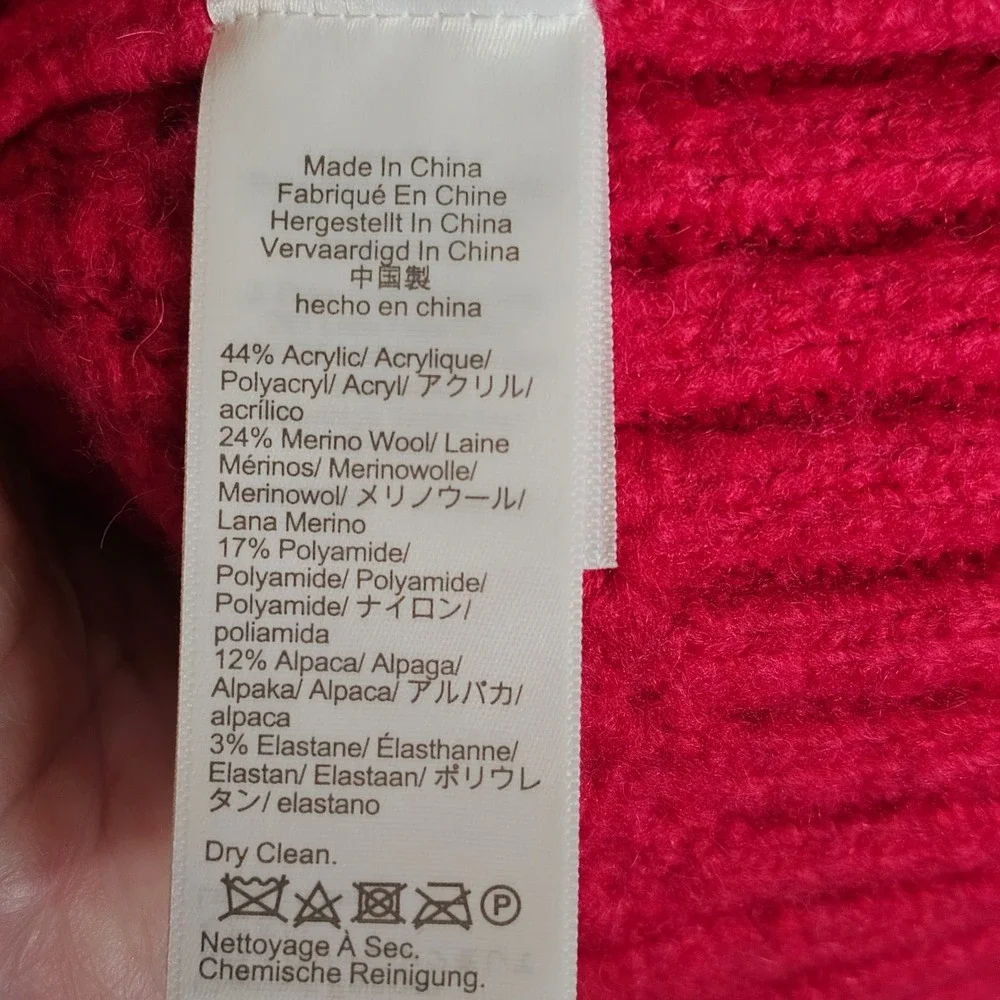 Made In China
Fabriqué En Chine
Hergestellt In China
Vervaardigd In China
中国製
hecho en china
44% Acrylic/ Acrylique/
Polyacryl/ Acryl/ アクリル/
acrílico
24% Merino Wool/ Laine
Mérinos/ Merinowolle/
Merinowol/ メリノウール/
Lana Merino
17% Polyamide/
Polyamide/ Polyamide/
Polyamide/ ナイロン/
poliamida
12% Alpaca/ Alpaga/
Alpaka/ Alpaca/ アルパカ/
alpaca
3% Elastane/ Élasthanne/
Elastan/ Elastaan/ ポリウレ
タン/ elastano
Dry Clean.
P
Nettoyage À Sec.
Chemische Reinigung.